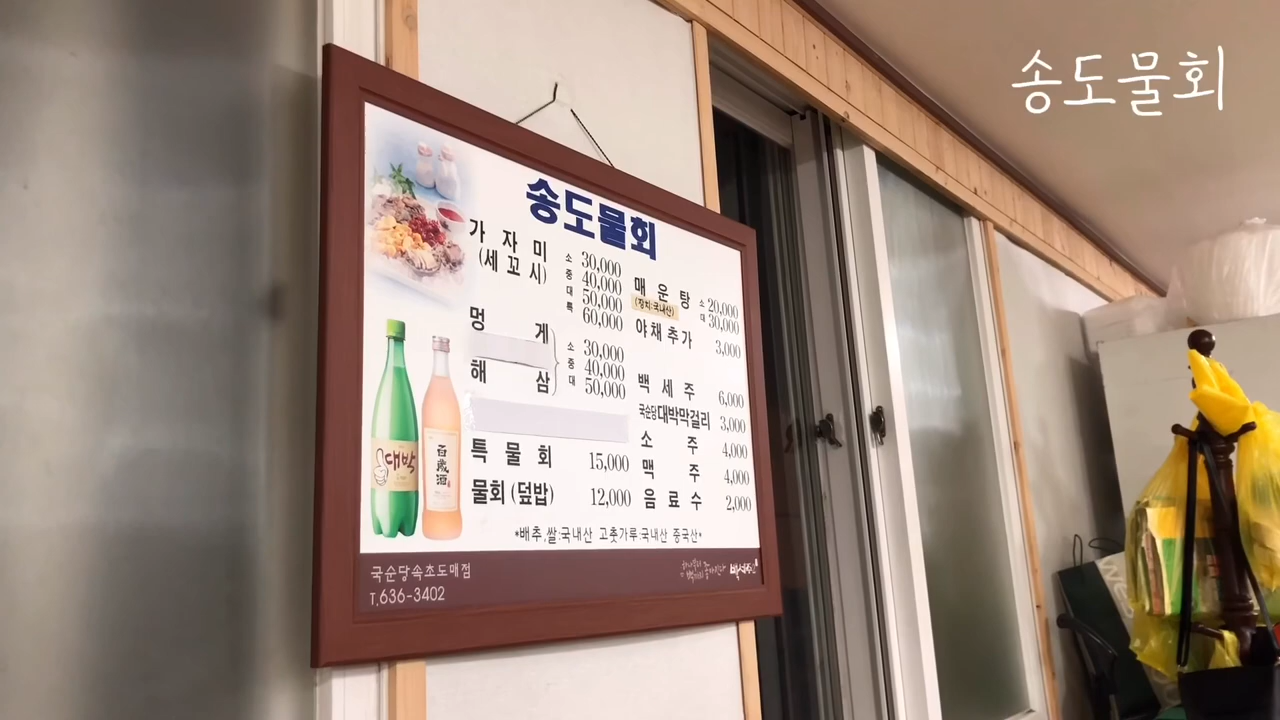 송도물회
송도물회
가자미
(세꼬시)
소 30,000
중 40,000
대 50,000
특 60,000
멍게
해삼
소 30,000
중 40,000
대 50,000
특물회 15,000
물회(덮밥) 12,000
매운탕 소 20,000
(장치:국내산) 대 30,000
야채추가 3,000
백세주 6,000
국순당대박막걸리 3,000
소주 4,000
맥주 4,000
음료수 2,000
*배추,쌀:국내산 고춧가루:국내산 중국산*
대박
百歲酒
국순당속초도매점
T.636-3402